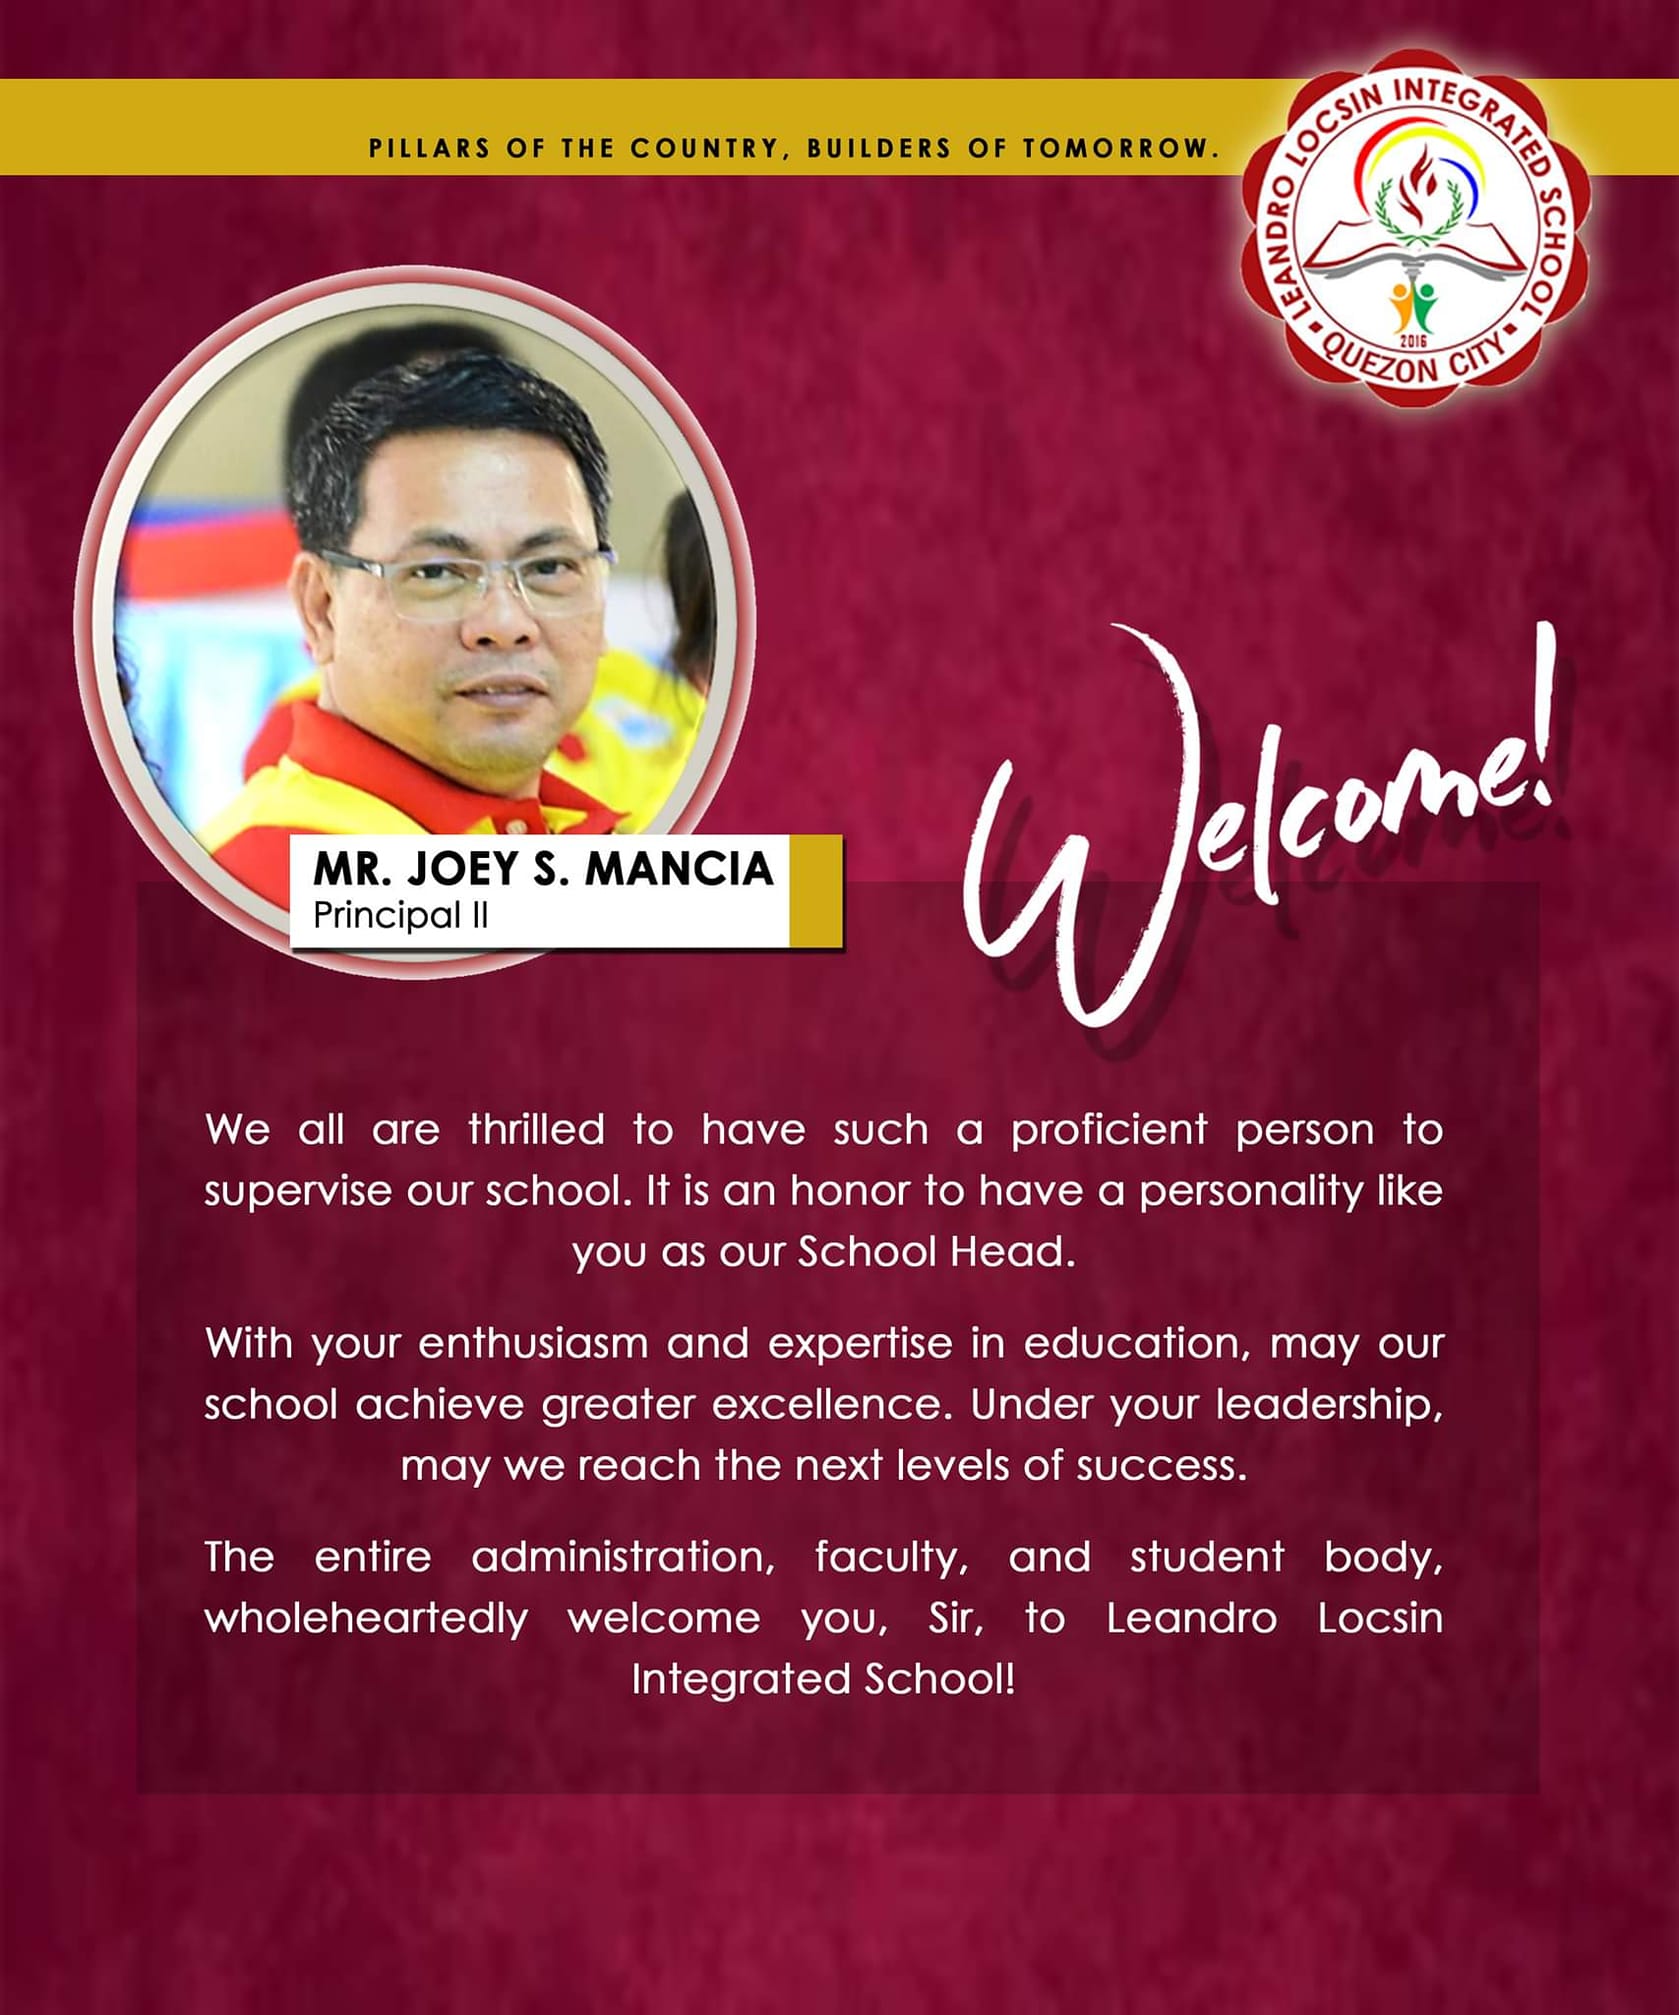 PILLARS OF THE COUNTRY, BUILDERS OF TOMORROW.
LEANDRO LOCSIN INTEGRATED SCHOOL
QUEZON CITY
2016
Welcome!
MR. JOEY S. MANCIA
Principal II
We all are thrilled to have such a proficient person to
supervise our school. It is an honor to have a personality like
you as our School Head.
With your enthusiasm and expertise in education, may our
school achieve greater excellence. Under your leadership,
may we reach the next levels of success.
The entire administration, faculty, and student body,
wholeheartedly welcome you, Sir, to Leandro Locsin
Integrated School!